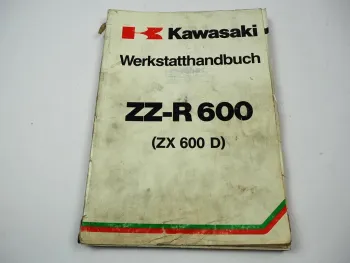 Kawasaki
Werkstatthandbuch
ZZ-R 600
(ZX 600 D)